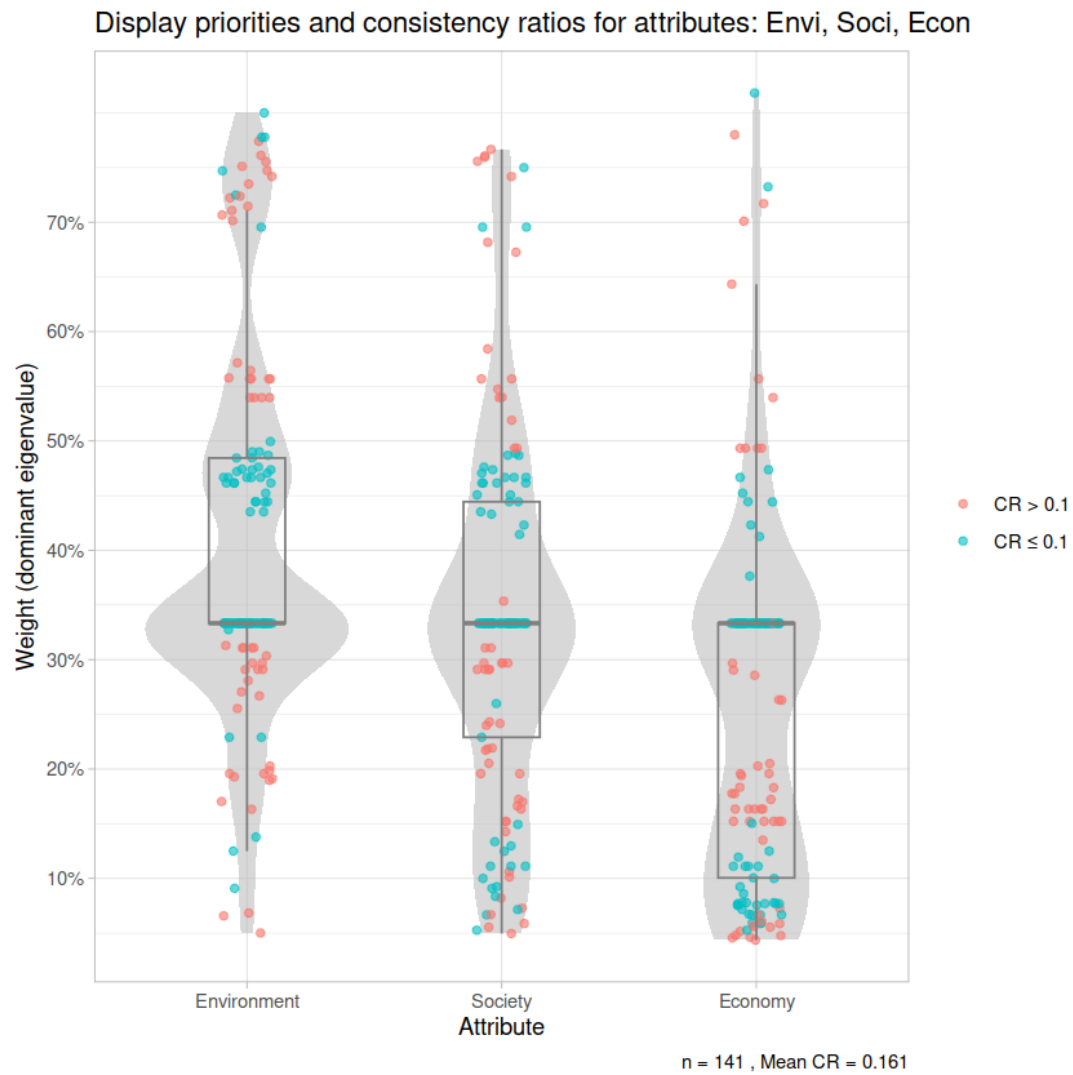 Display priorities and consistency ratios for attributes: Envi, Soci, Econ
70%
60%
50%
40%
30%
20%
10%
Weight (dominant eigenvalue)
CR > 0.1
CR ≤ 0.1
Environment
Society
Economy
Attribute
n = 141 , Mean CR = 0.161